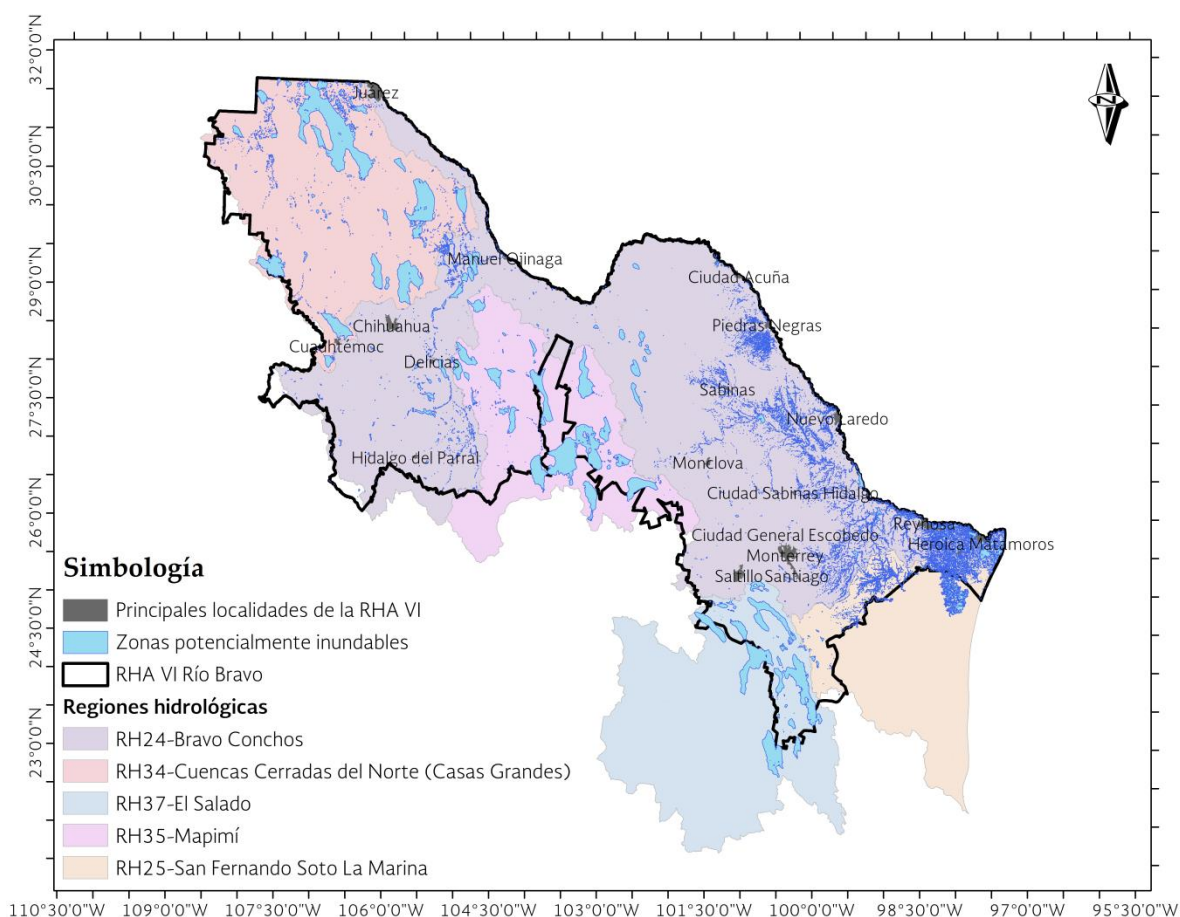 32°0'0"N
30°30'0"N
29°0'0"N
27°30'0"N
26°0'0"N
24°30'0"N
23°0'0"N
N
Juárez
Manuel Ojinaga
Ciudad Acuña
Chihuahua
Piedras Negras
Cuauhtémoc
Delicias
Sabinas
Nuevo Laredo
Hidalgo del Parral
Monclova
Ciudad Sabinas Hidalgo
Reynosa
Ciudad General Escobedo
Heroica Matamoros
Monterrey
Saltillo
Santiago
Simbología
Principales localidades de la RHA VI
Zonas potencialmente inundables
RHA VI Río Bravo
Regiones hidrológicas
RH24-Bravo Conchos
RH34-Cuencas Cerradas del Norte (Casas Grandes)
RH37-El Salado
RH35-Mapimí
RH25-San Fernando Soto La Marina
110°30'0"W
109°0'0"W
107°30'0"W
106°0'0"W
104°30'0"W
103°0'0"W
101°30'0"W
100°0'0"W
98°30'0"W
97°0'0"W
95°30'0"W